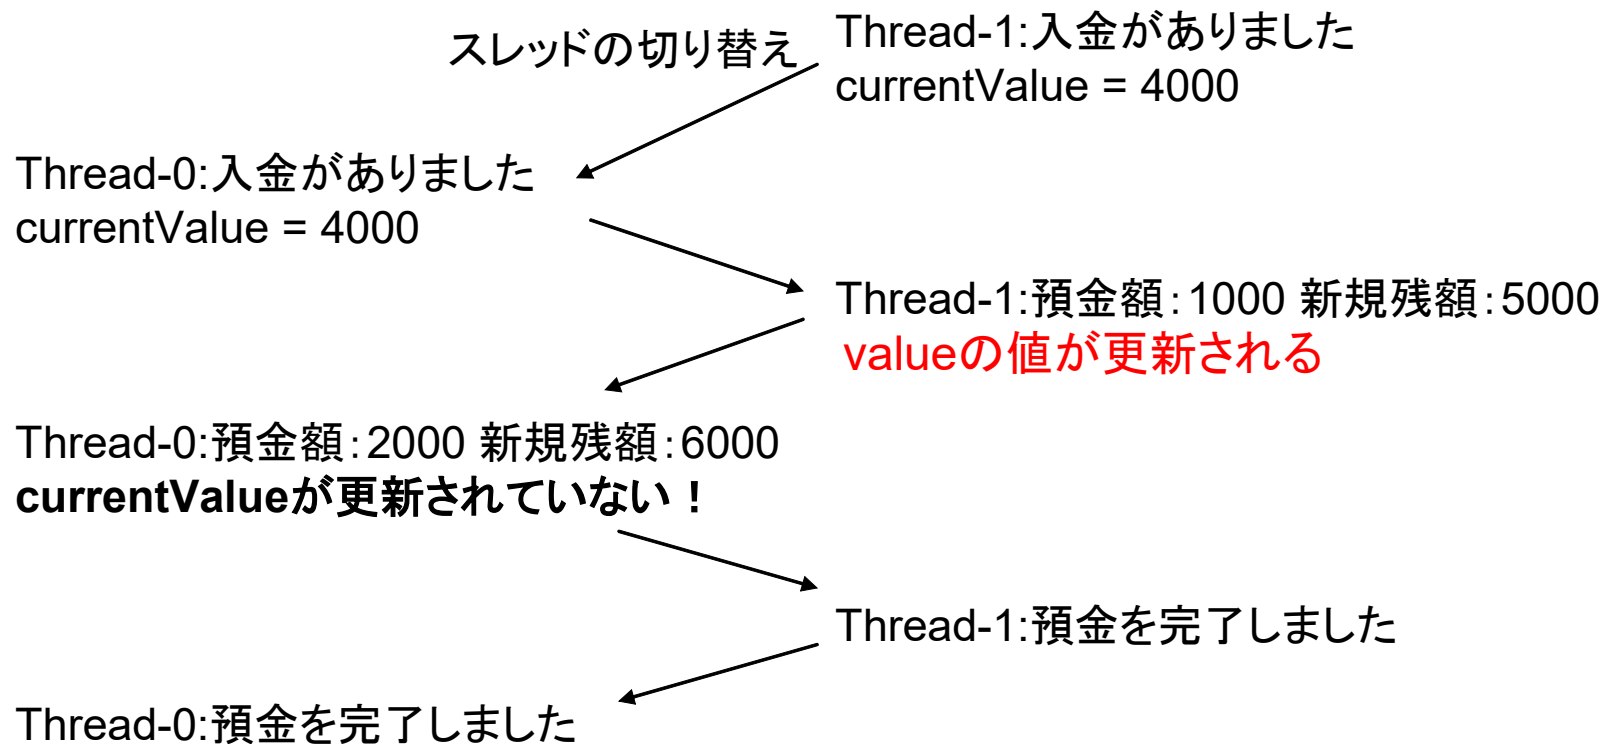 スレッドの切り替え
Thread-1:入金がありました
currentValue = 4000
Thread-0:入金がありました
currentValue = 4000
Thread-1:預金額：1000 新規残額：5000
valueの値が更新される
Thread-0:預金額：2000 新規残額：6000
currentValueが更新されていない！
Thread-1:預金を完了しました
Thread-0:預金を完了しました